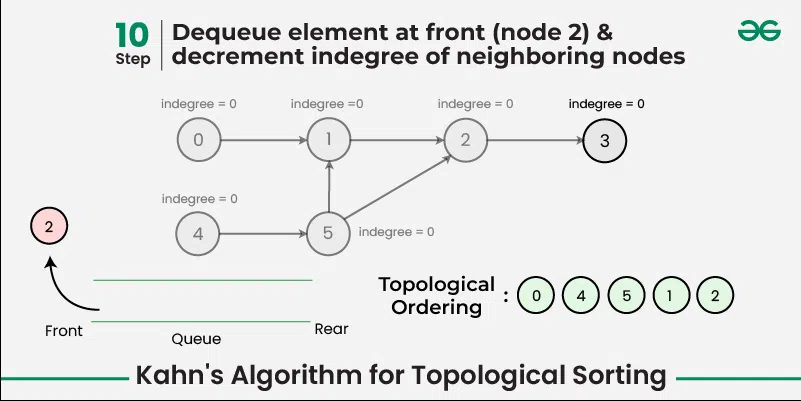 10
Step
Dequeue element at front (node 2) &
decrement indegree of neighboring nodes
indegree = 0
indegree =0
indegree = 0
indegree = 0
0
1
2
3
indegree = 0
4
5
indegree = 0
2
Front
Queue
Rear
Topological
Ordering
:
0
4
5
1
2
Kahn's Algorithm for Topological Sorting